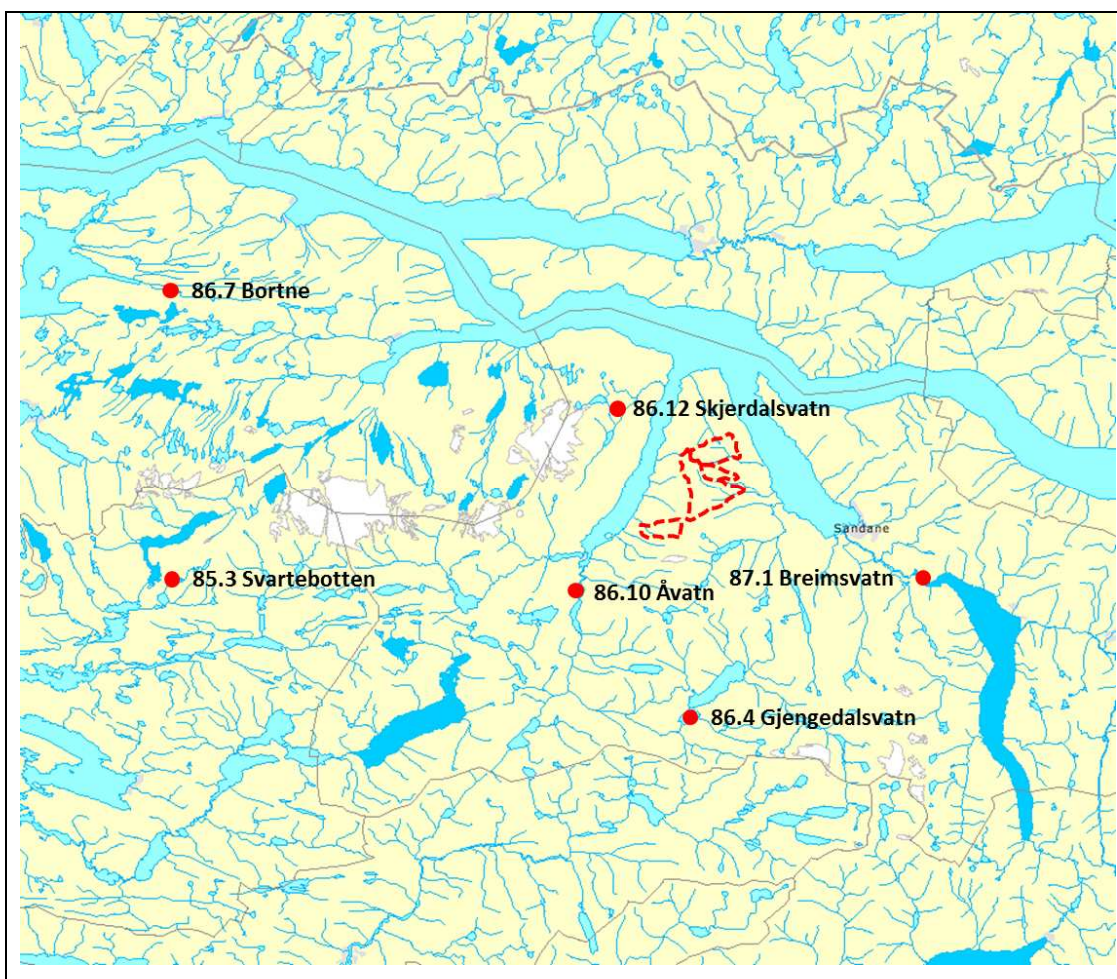 86.7 Bortne
86.12 Skjerdalsvatn
Sandane
85.3 Svartebotten
86.10 Åvatn
87.1 Breimsvatn
86.4 Gjengedalsvatn